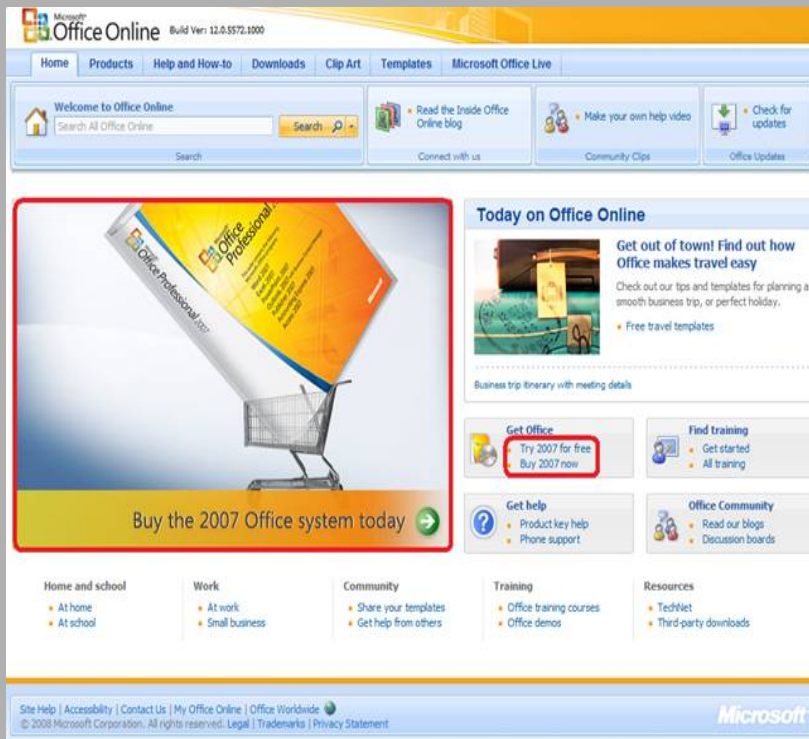 Microsoft
Office Online Build Ver: 12.0.5572.1000
Home Products Help and How-to Downloads Clip Art Templates Microsoft Office Live
Welcome to Office Online
Search All Office Online Search
Search
Read the Inside Office
Online blog
Connect with us
Make your own help video
Community Clips
Check for
updates
Office Updates
Office Professional 2007
Office
Professional 2007
Microsoft
Buy the 2007 Office system today
Today on Office Online
Get out of town! Find out how
Office makes travel easy
Check out our tips and templates for planning a
smooth business trip, or perfect holiday.
Free travel templates
Business trip itinerary with meeting details
Get Office
Try 2007 for free
Buy 2007 now
Find training
Get started
All training
Get help
Product key help
Phone support
Office Community
Read our blogs
Discussion boards
Home and school
At home
At school
Work
At work
Small business
Community
Share your templates
Get help from others
Training
Office training courses
Office demos
Resources
TechNet
Third-party downloads
Site Help | Accessibility | Contact Us | My Office Online | Office Worldwide
© 2008 Microsoft Corporation. All rights reserved. Legal | Trademarks | Privacy Statement
Microsoft